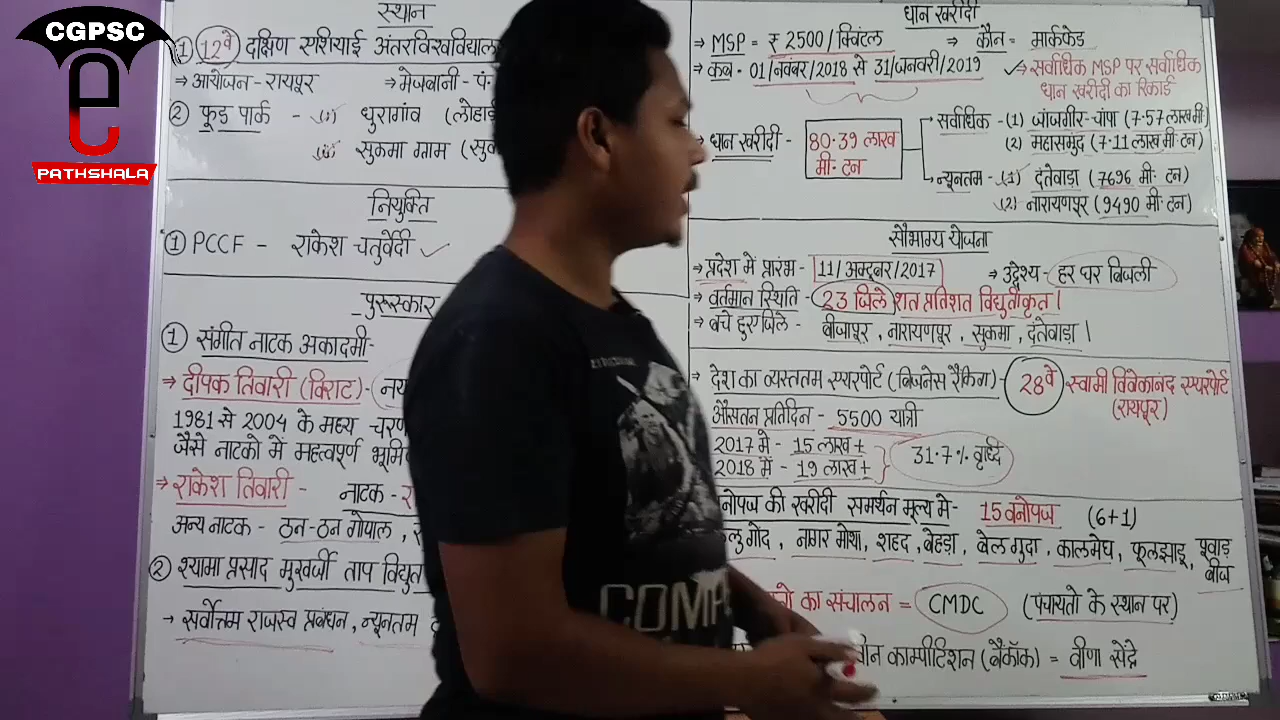 CGPSC
e
PATHSHALA
स्थान
① 12वे दक्षिण एशियाई अंतरविश्वविद्यालय
→ आयोजन - रायपूर → मेजबानी - पं.
② फूड पार्क - (i) धुरागांव (लोहाड
(ii) सुकमा ग्राम (सुक
नियुक्ति
① PCCF - राकेश चतुर्वेदी ✓
पुरूस्कार
① संगीत नाटक अकादमी-
→ दीपक तिवारी (विराट) - नय
1981 से 2004 के मध्य चरण
जैसे नाटको में महत्वपूर्ण भूमि
→ राकेश तिवारी - नाटक - र
अन्य नाटक - ठन-ठन गोपाल ,
② श्यामा प्रसाद मुखर्जी ताप विद्युत
→ सर्वोत्तम राजस्व प्रबंधन , न्यूनतम
धान खरीदी
→ MSP = ₹ 2500/क्विंटल ⇒ कौन = मार्कफेड
→ कब - 01/नवंबर/2018 से 31/जनवरी/2019 ✓→ सर्वाधिक MSP पर सर्वाधिक
धान खरीदी का रिकार्ड
→ धान खरीदी - 80.39 लाख मी. टन
सर्वाधिक - (1) जांजगीर-चांपा (7.57 लाख मी)
(2) महासमुंद (7.11 लाख मी. टन)
न्यूनतम - (1) दंतेवाड़ा (7696 मी. टन)
(2) नारायणपूर (9490 मी. टन)
सौभाग्य योजना
→ प्रदेश में प्रारंभ - 11/अक्टूबर/2017 ⇒ उद्देश्य - हर घर बिजली
→ वर्तमान स्थिति - 23 जिले शत प्रतिशत विद्युतीकृत।
→ बचे हुए जिले - बीजापूर , नारायणपूर , सुकमा , दंतेवाड़ा।
→ देश का व्यस्ततम एयरपोर्ट (बिजनेस रैंकिंग) - 28वे - स्वामी विवेकानंद एयरपोर्ट
(रायपूर)
औसतन प्रतिदिन - 5500 यात्री
2017 में - 15 लाख +
2018 में - 19 लाख +
31.7% वृध्दि
नोपज की खरीदी समर्थन मूल्य मे- 15 वनोपज (6+1)
लु गोंद , नागर मोथा , शहद , बेहड़ा , बेल गुदा , कालमेघ , फूलझाडू , पूवाड़
बीज
का संचालन = CMDC (पंचायतो के स्थान पर)
काम्पीटिशन (बैंकॉक) = वीणा सेंद्रे
COMP